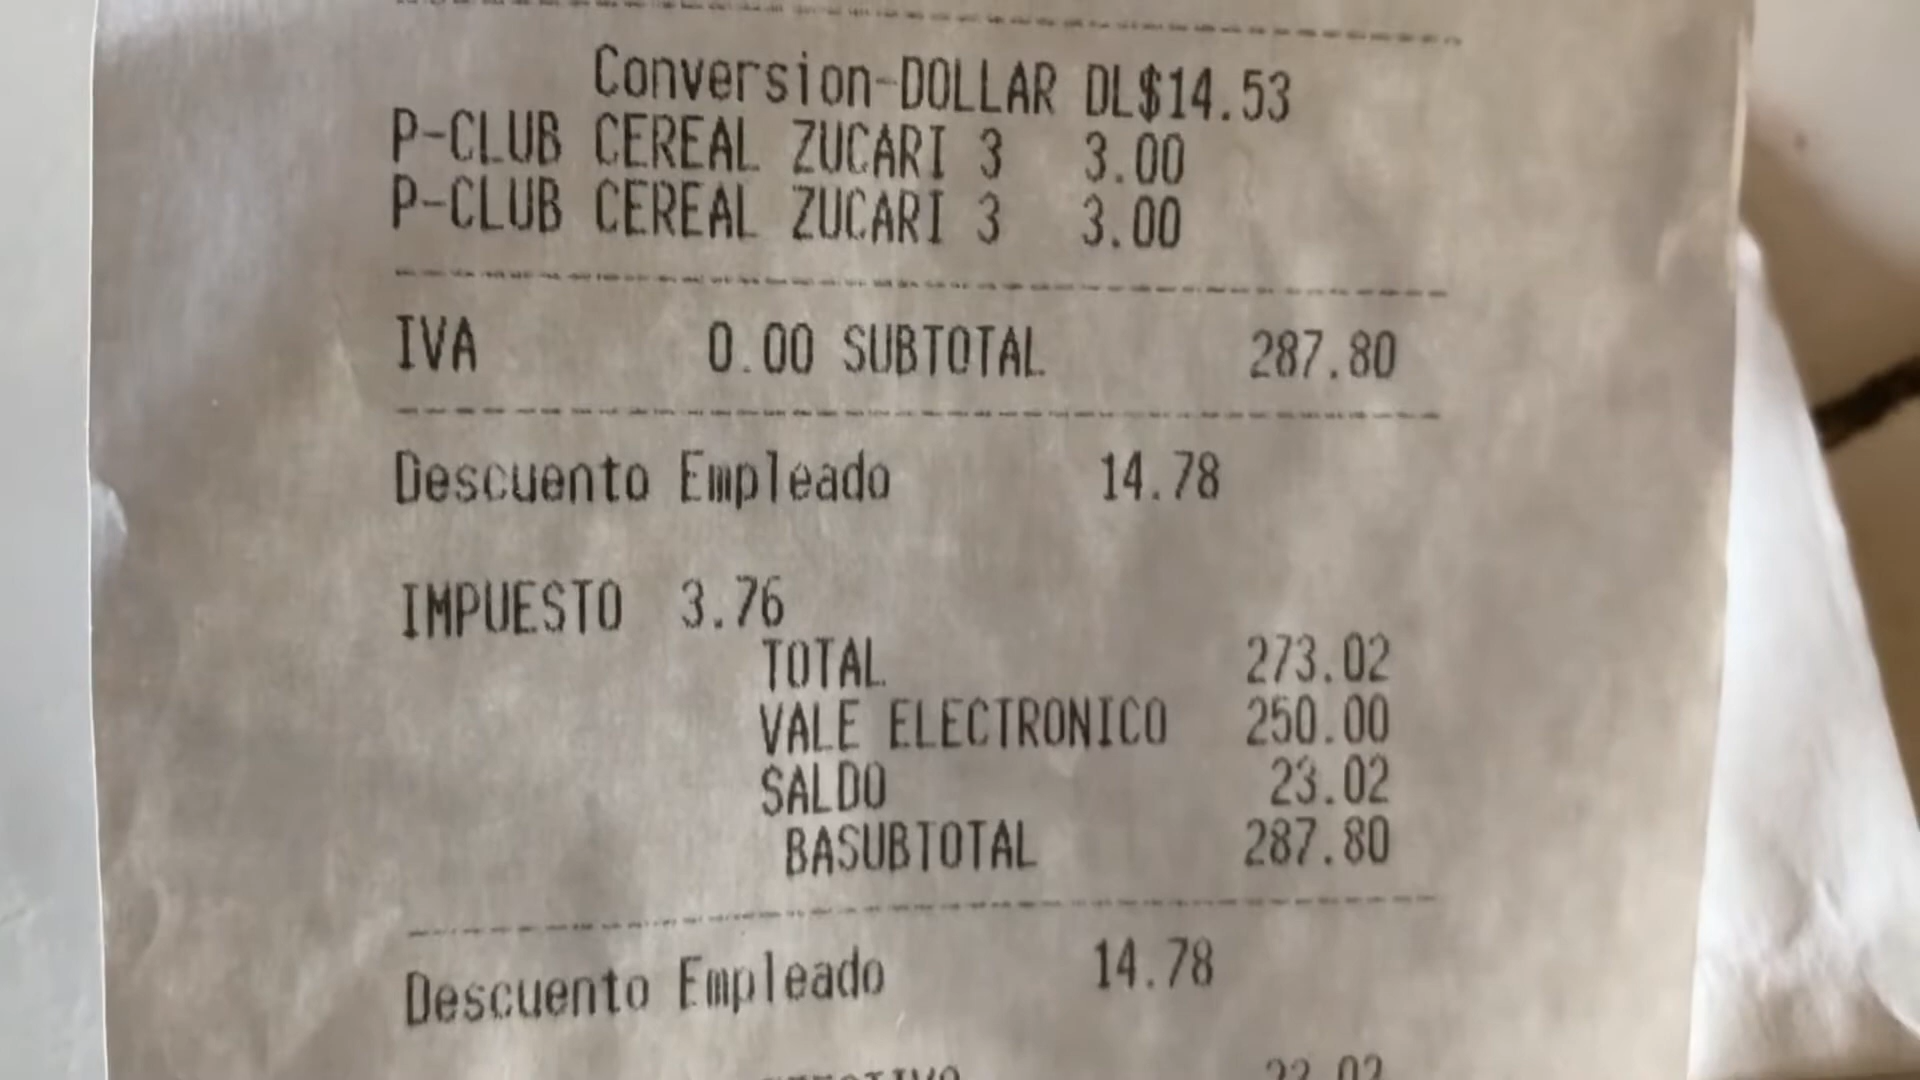 Conversion-DOLLAR DL$14.53
P-CLUB CEREAL ZUCARI 3 3.00
P-CLUB CEREAL ZUCARI 3 3.00
IVA 0.00 SUBTOTAL 287.80
Descuento Empleado 14.78
IMPUESTO 3.76
TOTAL 273.02
VALE ELECTRONICO 250.00
SALDO 23.02
BASUBTOTAL 287.80
Descuento Empleado 14.78